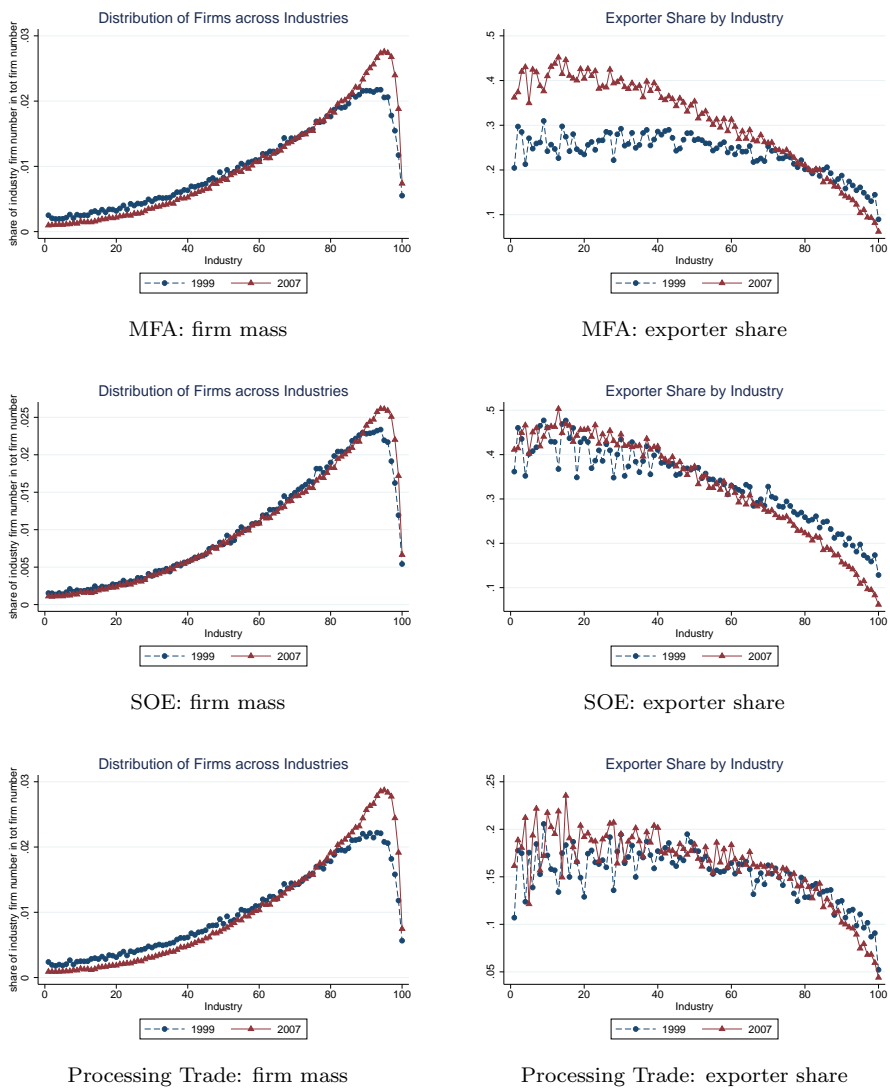 Distribution of Firms across Industries
share of industry firm number in tot firm number
0 .01 .02 .03
0 20 40 60 80 100
Industry
1999 2007
MFA: firm mass
Exporter Share by Industry
.1 .2 .3 .4 .5
0 20 40 60 80 100
Industry
1999 2007
MFA: exporter share
Distribution of Firms across Industries
share of industry firm number in tot firm number
0 .005 .01 .015 .02 .025
0 20 40 60 80 100
Industry
1999 2007
SOE: firm mass
Exporter Share by Industry
.1 .2 .3 .4 .5
0 20 40 60 80 100
Industry
1999 2007
SOE: exporter share
Distribution of Firms across Industries
share of industry firm number in tot firm number
0 .01 .02 .03
0 20 40 60 80 100
Industry
1999 2007
Processing Trade: firm mass
Exporter Share by Industry
.05 .1 .15 .2 .25
0 20 40 60 80 100
Industry
1999 2007
Processing Trade: exporter share